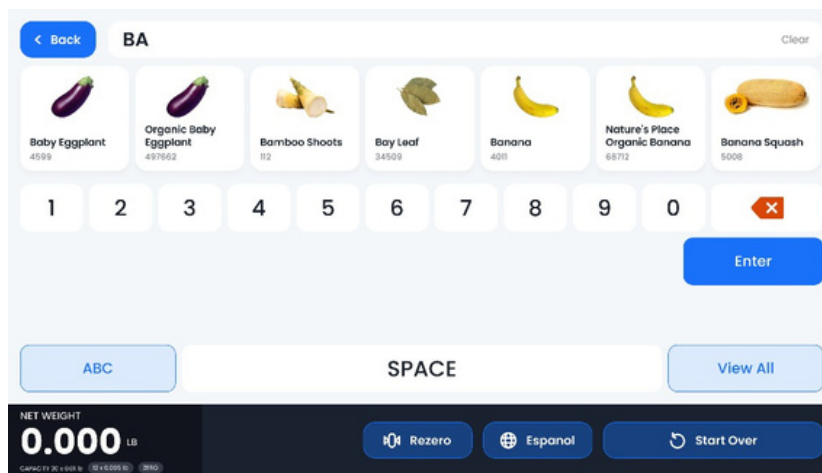 Back
BA
Clear
Baby Eggplant
4599
Organic Baby
Eggplant
497662
Bamboo Shoots
112
Bay Leaf
34509
Banana
4011
Nature's Place
Organic Banana
68712
Banana Squash
5008
1 2 3 4 5 6 7 8 9 0
Enter
ABC
SPACE
View All
NET WEIGHT
0.000 LB
Rezero
Espanol
Start Over
ZERO